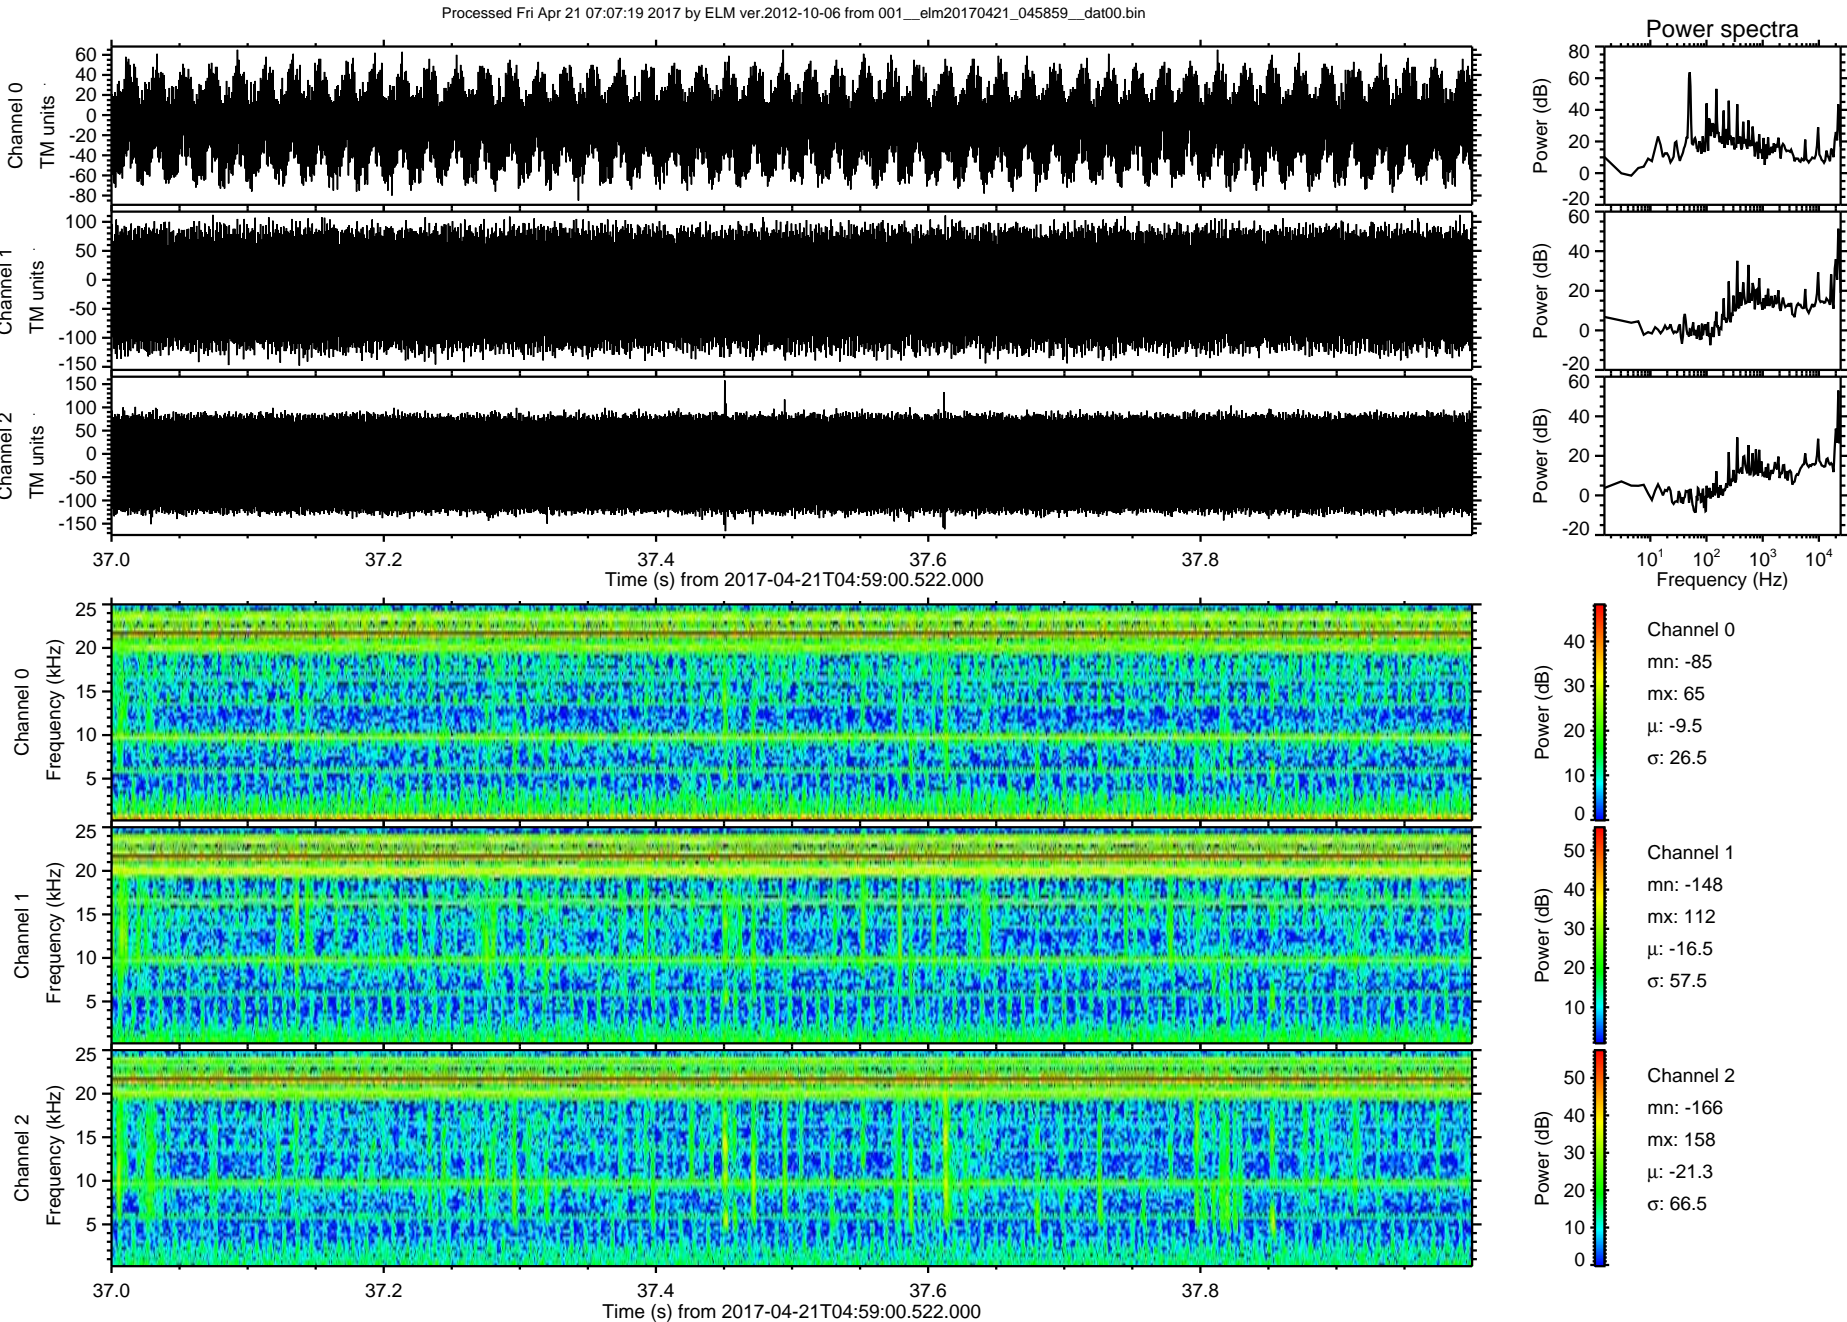 Processed Fri Apr 21 07:07:19 2017 by ELM ver.2012-10-06 from 001__elm20170421_045859__dat00.bin
Power spectra
Channel 0
TM units
60
40
20
0
-20
-40
-60
-80
Power (dB)
80
60
40
20
0
-20
Channel 1
TM units
100
50
0
-50
-100
-150
Power (dB)
60
40
20
0
-20
Channel 2
TM units
150
100
50
0
-50
-100
-150
Power (dB)
60
40
20
0
-20
37.0 37.2 37.4 37.6 37.8
Time (s) from 2017-04-21T04:59:00.522.000
10¹ 10² 10³ 10⁴
Frequency (Hz)
Channel 0
Frequency (kHz)
25
20
15
10
5
Power (dB)
40
30
20
10
0
Channel 0
mn: -85
mx: 65
μ: -9.5
σ: 26.5
Channel 1
Frequency (kHz)
25
20
15
10
5
Power (dB)
50
40
30
20
10
Channel 1
mn: -148
mx: 112
μ: -16.5
σ: 57.5
Channel 2
Frequency (kHz)
25
20
15
10
5
Power (dB)
50
40
30
20
10
0
Channel 2
mn: -166
mx: 158
μ: -21.3
σ: 66.5
37.0 37.2 37.4 37.6 37.8
Time (s) from 2017-04-21T04:59:00.522.000